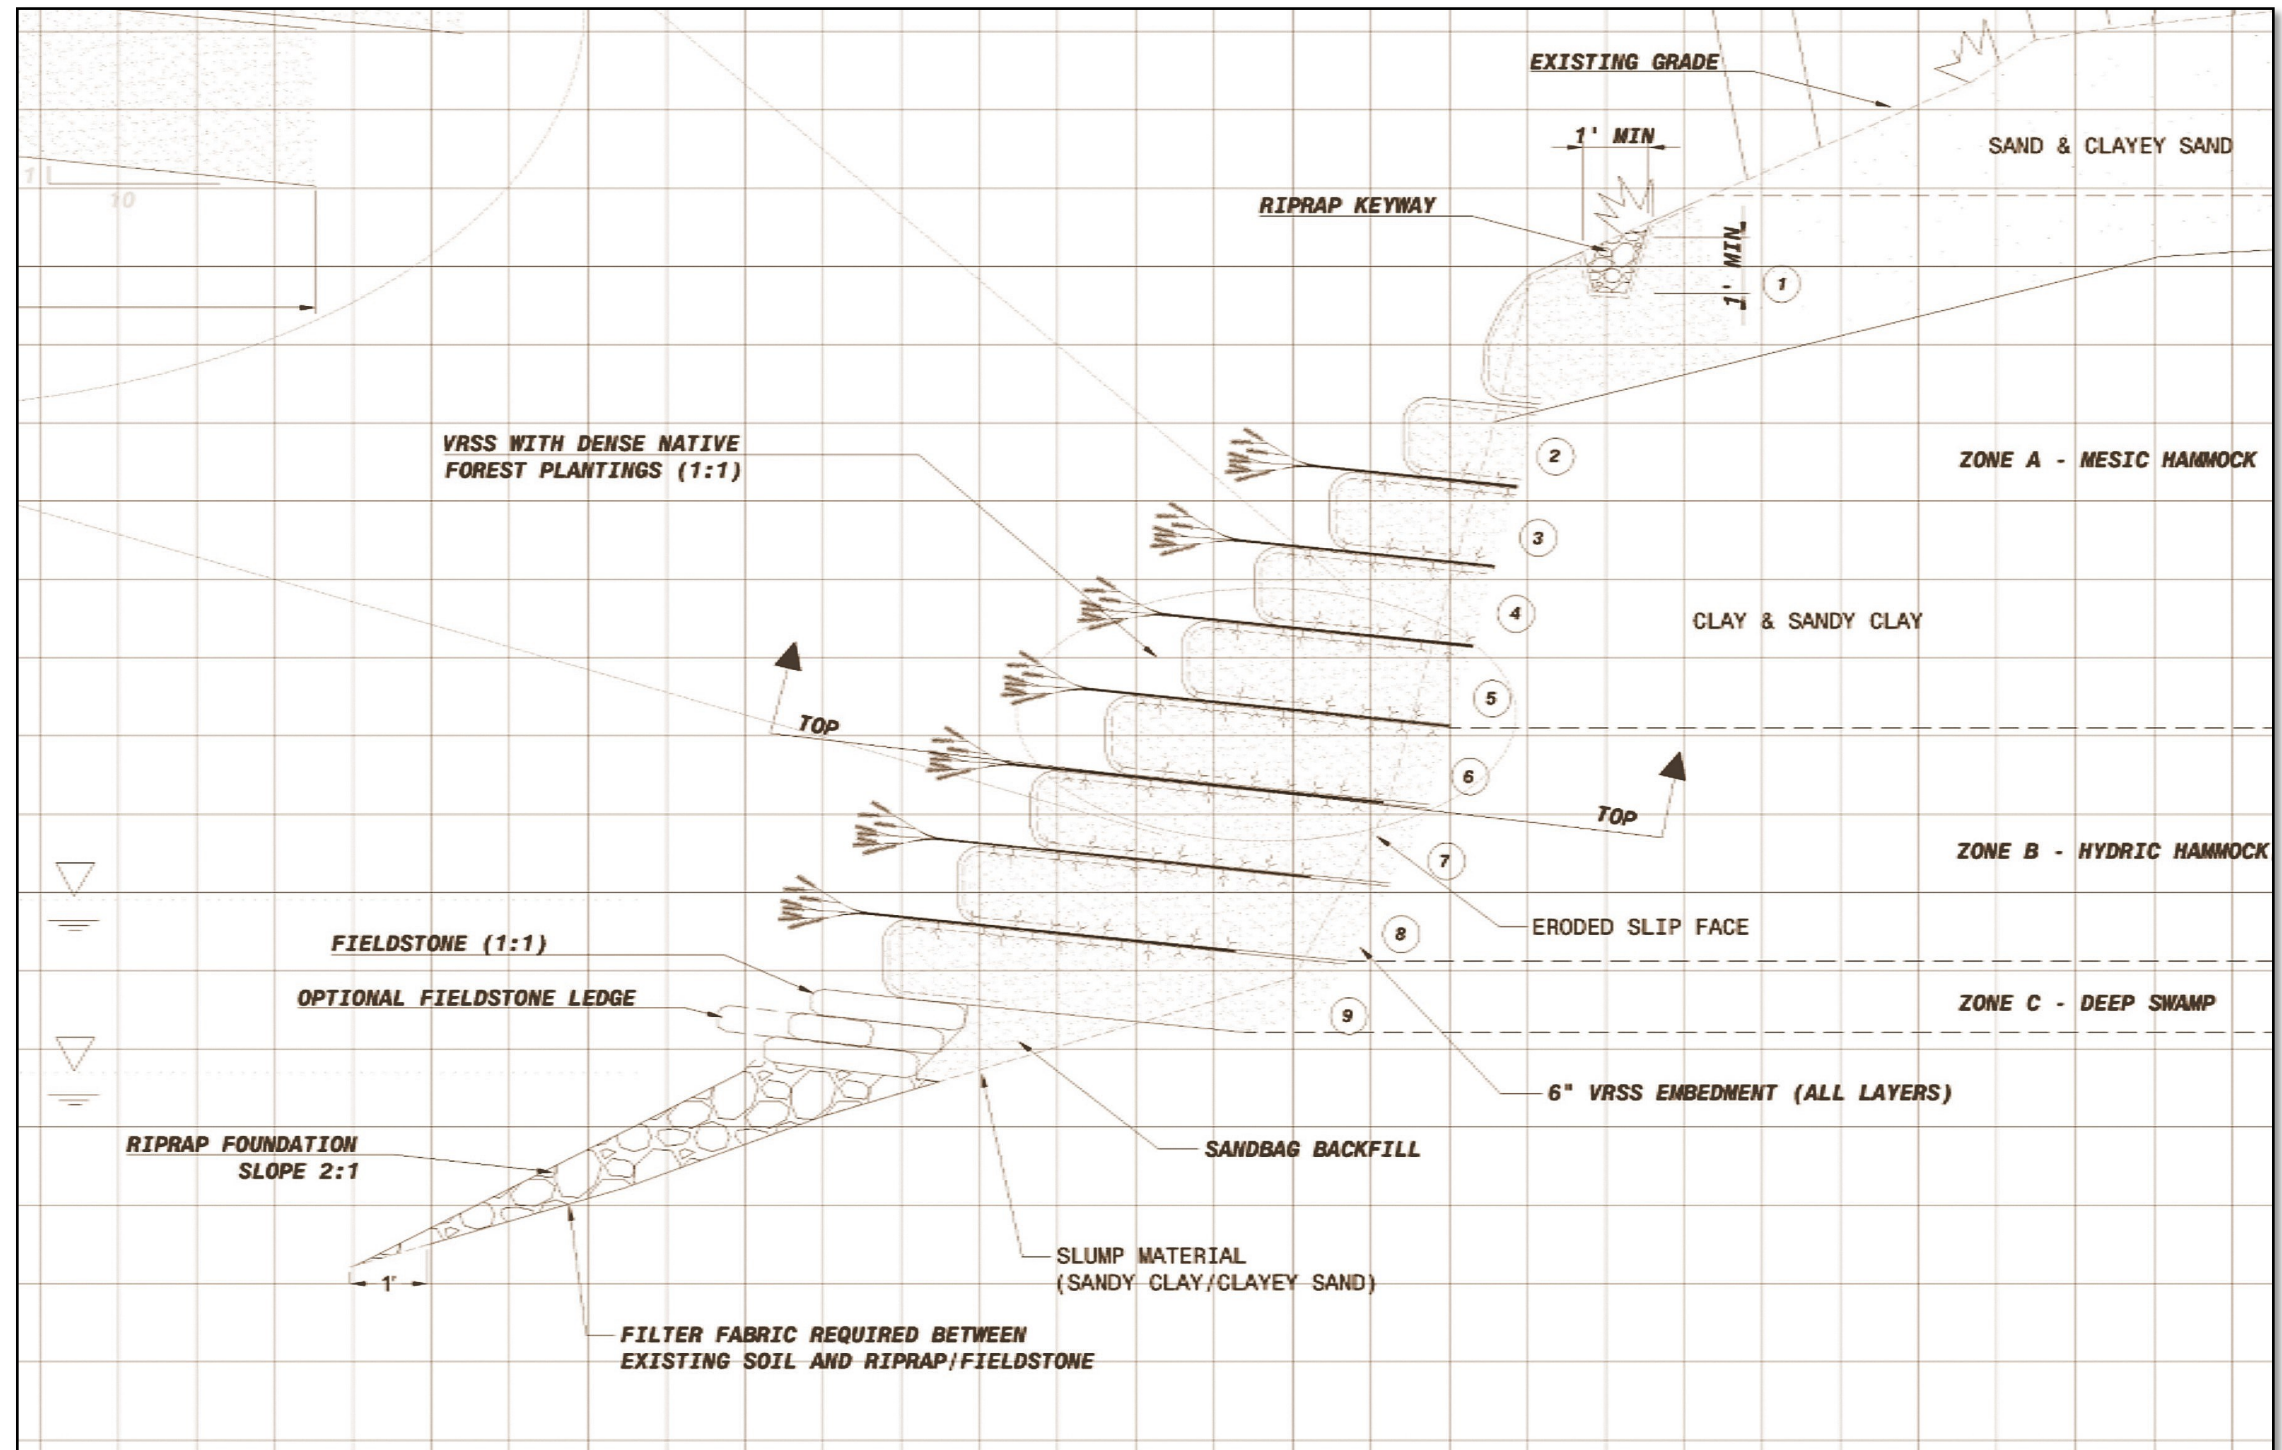 EXISTING GRADE
1' MIN
SAND & CLAYEY SAND
1
10
RIPRAP KEYWAY
1' MIN
1
VRSS WITH DENSE NATIVE
FOREST PLANTINGS (1:1)
2
ZONE A - MESIC HAMMOCK
3
4
CLAY & SANDY CLAY
5
TOP
6
TOP
7
ZONE B - HYDRIC HAMMOCK
ERODED SLIP FACE
8
FIELDSTONE (1:1)
OPTIONAL FIELDSTONE LEDGE
9
ZONE C - DEEP SWAMP
6" VRSS EMBEDMENT (ALL LAYERS)
RIPRAP FOUNDATION
SLOPE 2:1
SANDBAG BACKFILL
SLUMP MATERIAL
(SANDY CLAY/CLAYEY SAND)
1'
FILTER FABRIC REQUIRED BETWEEN
EXISTING SOIL AND RIPRAP/FIELDSTONE